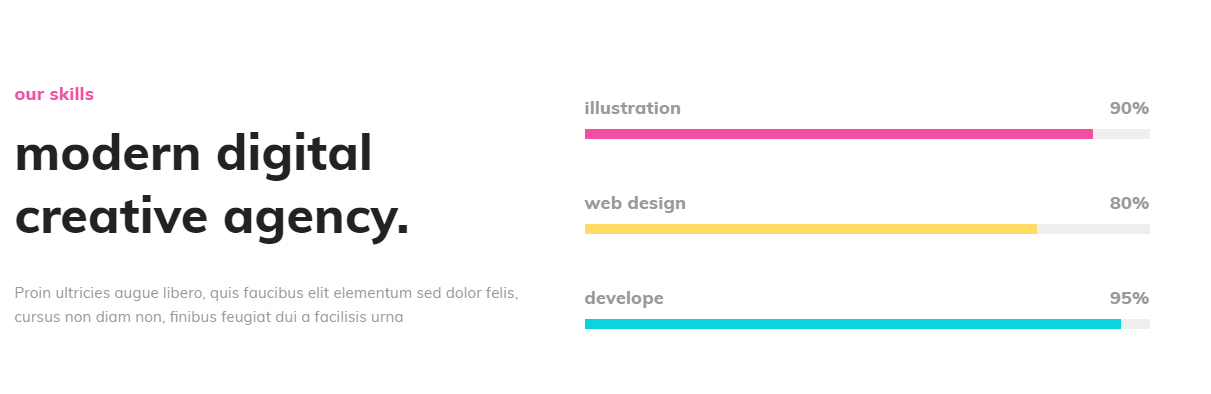 our skills
modern digital
creative agency.
Proin ultricies augue libero, quis faucibus elit elementum sed dolor felis,
cursus non diam non, finibus feugiat dui a facilisis urna
illustration 90%
web design 80%
develope 95%